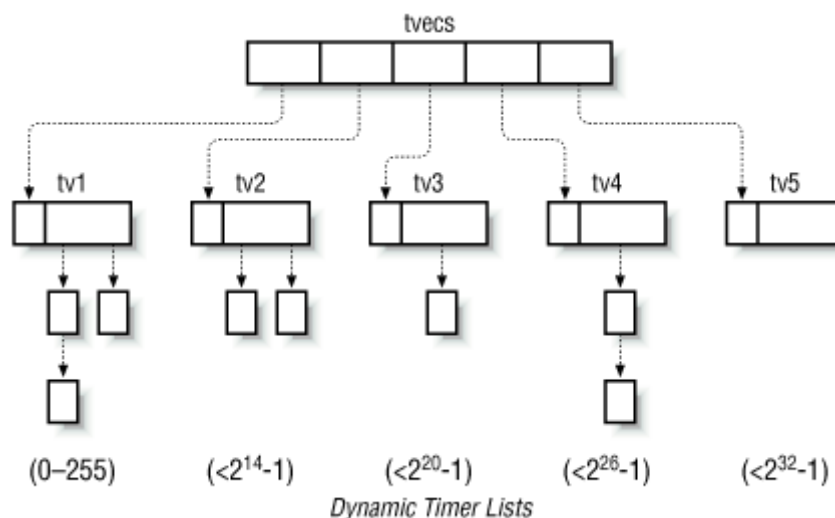 tvecs
tv1 tv2 tv3 tv4 tv5
(0–255) (<2¹⁴-1) (<2²⁰-1) (<2²⁶-1) (<2³²-1)
Dynamic Timer Lists